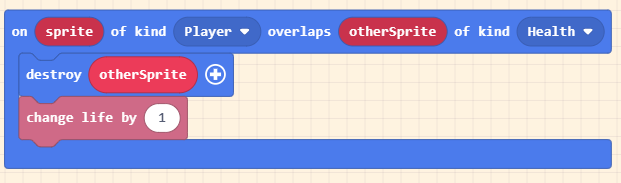 on sprite of kind Player overlaps otherSprite of kind Health
destroy otherSprite
change life by 1